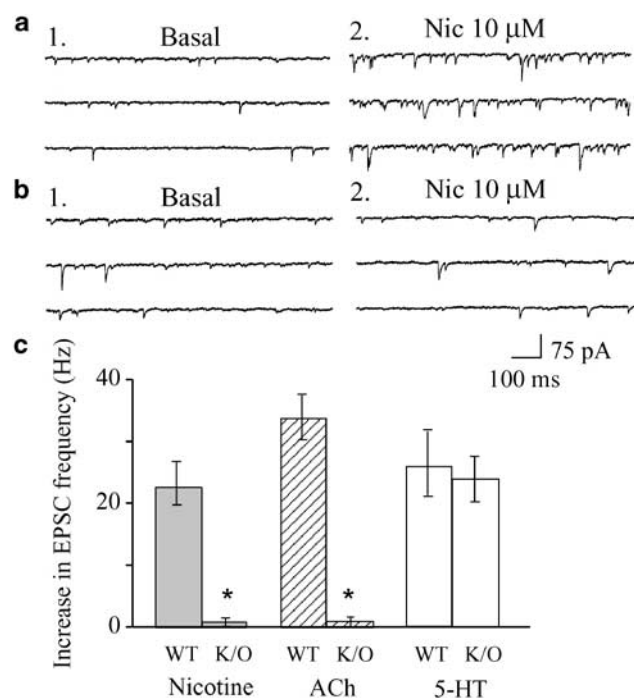 a
1. Basal
2. Nic 10 μM
b
1. Basal
2. Nic 10 μM
75 pA
100 ms
c
Increase in EPSC frequency (Hz)
40
20
0
* *
WT K/O WT K/O WT K/O
Nicotine ACh 5-HT